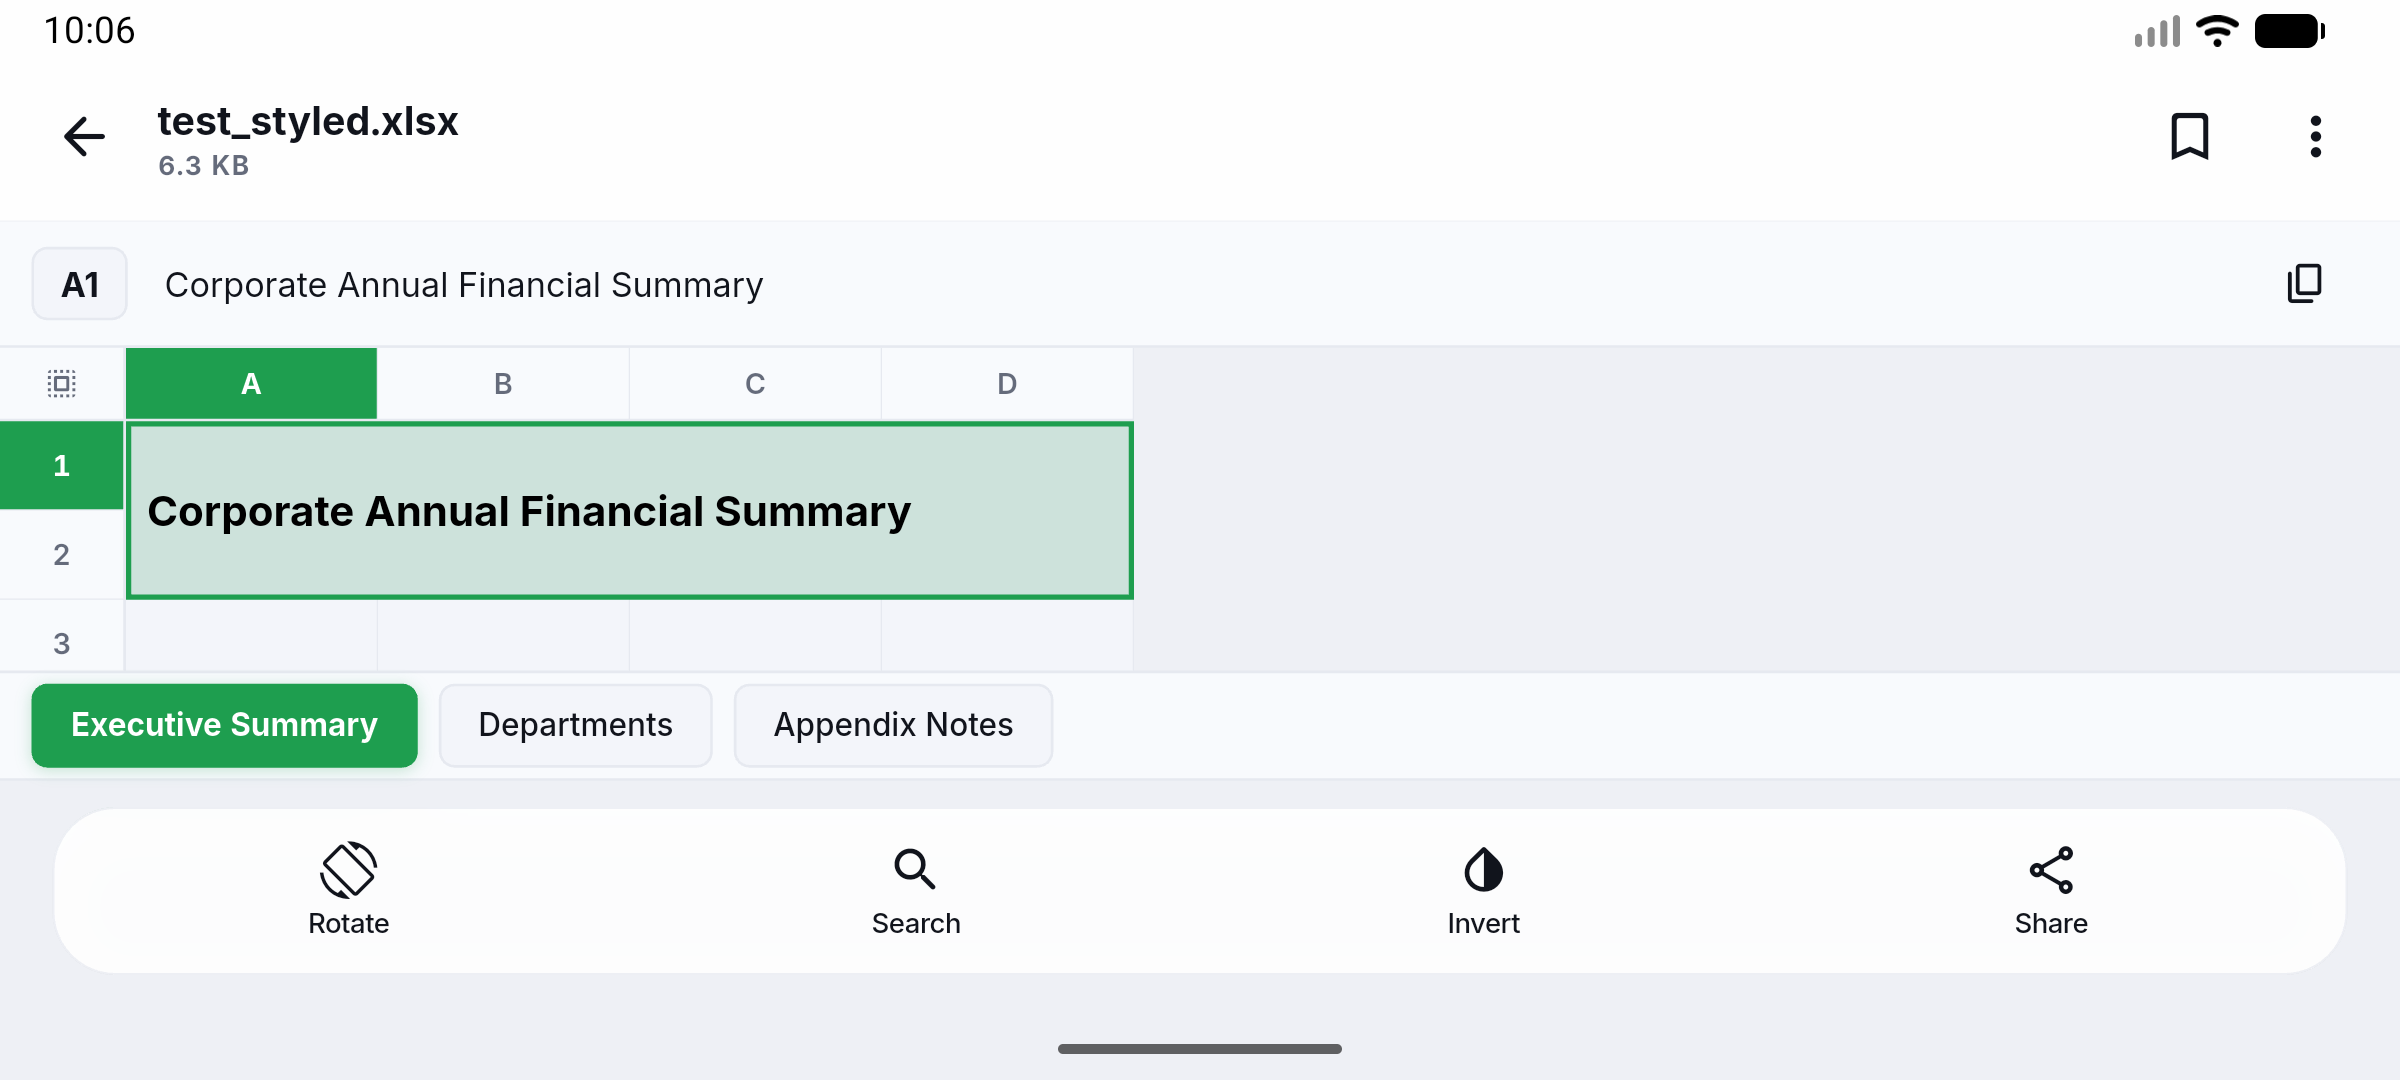 10:06
test_styled.xlsx
6.3 KB
A1 Corporate Annual Financial Summary
A B C D
1
Corporate Annual Financial Summary
2
3
Executive Summary Departments Appendix Notes
Rotate Search Invert Share